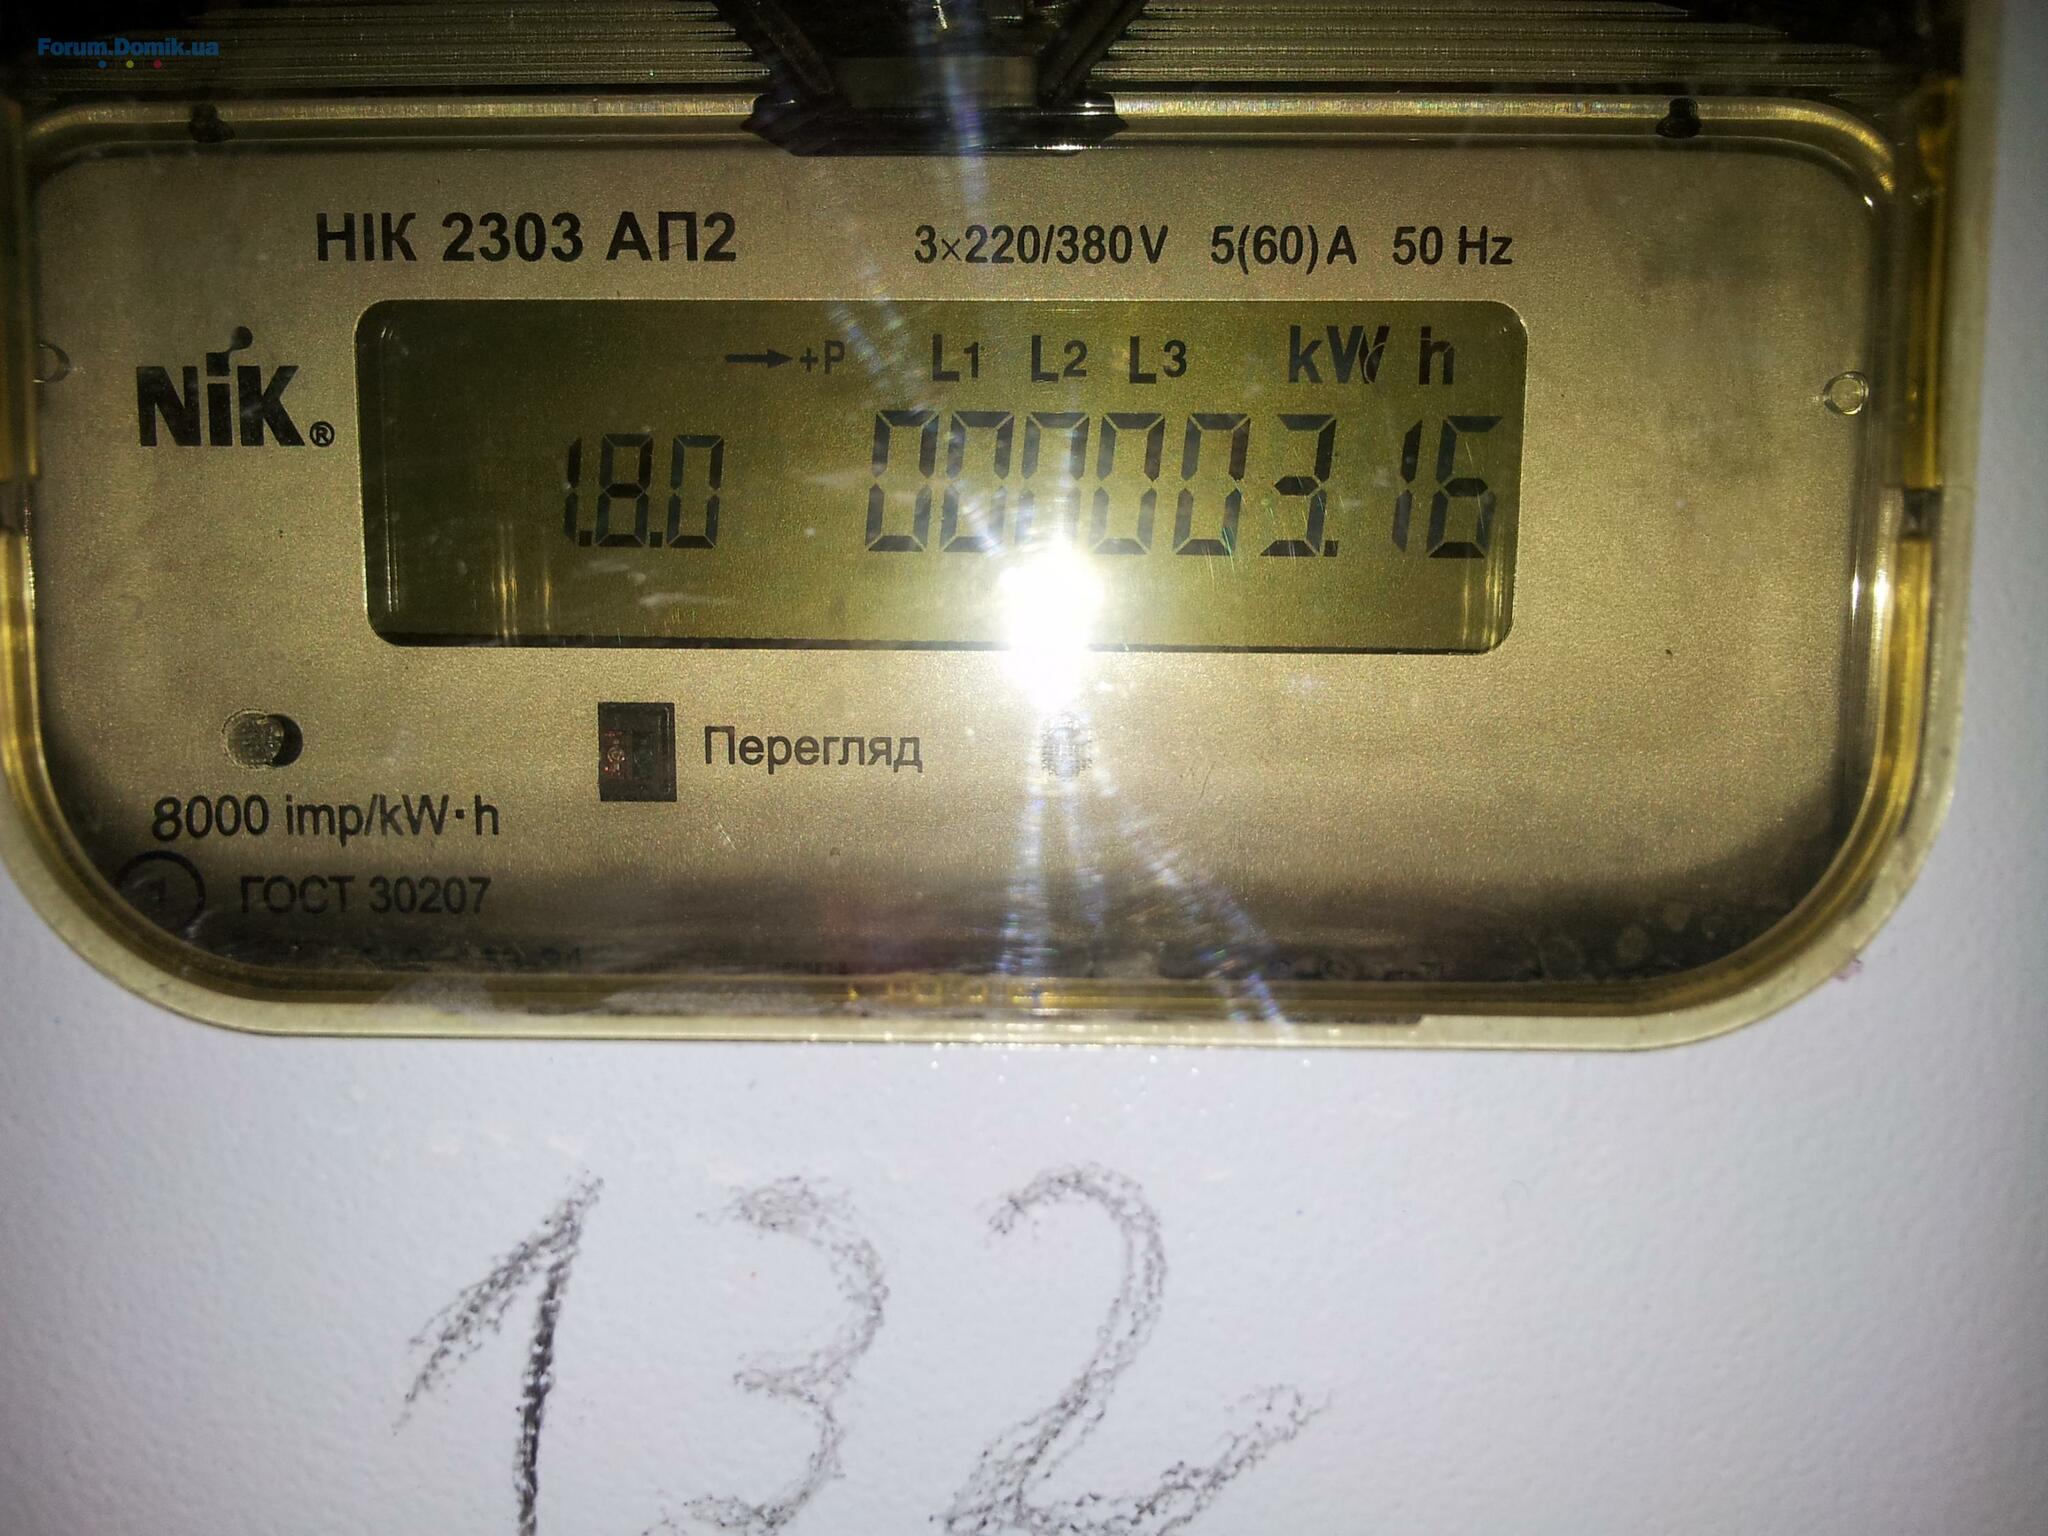 Forum.Domik.ua
НІК 2303 АП2 3×220/380V 5(60)A 50 Hz
NiK®
→+P L1 L2 L3 kW h
1.8.0 000003.16
Перегляд
8000 imp/kW·h
1 ГОСТ 30207
132